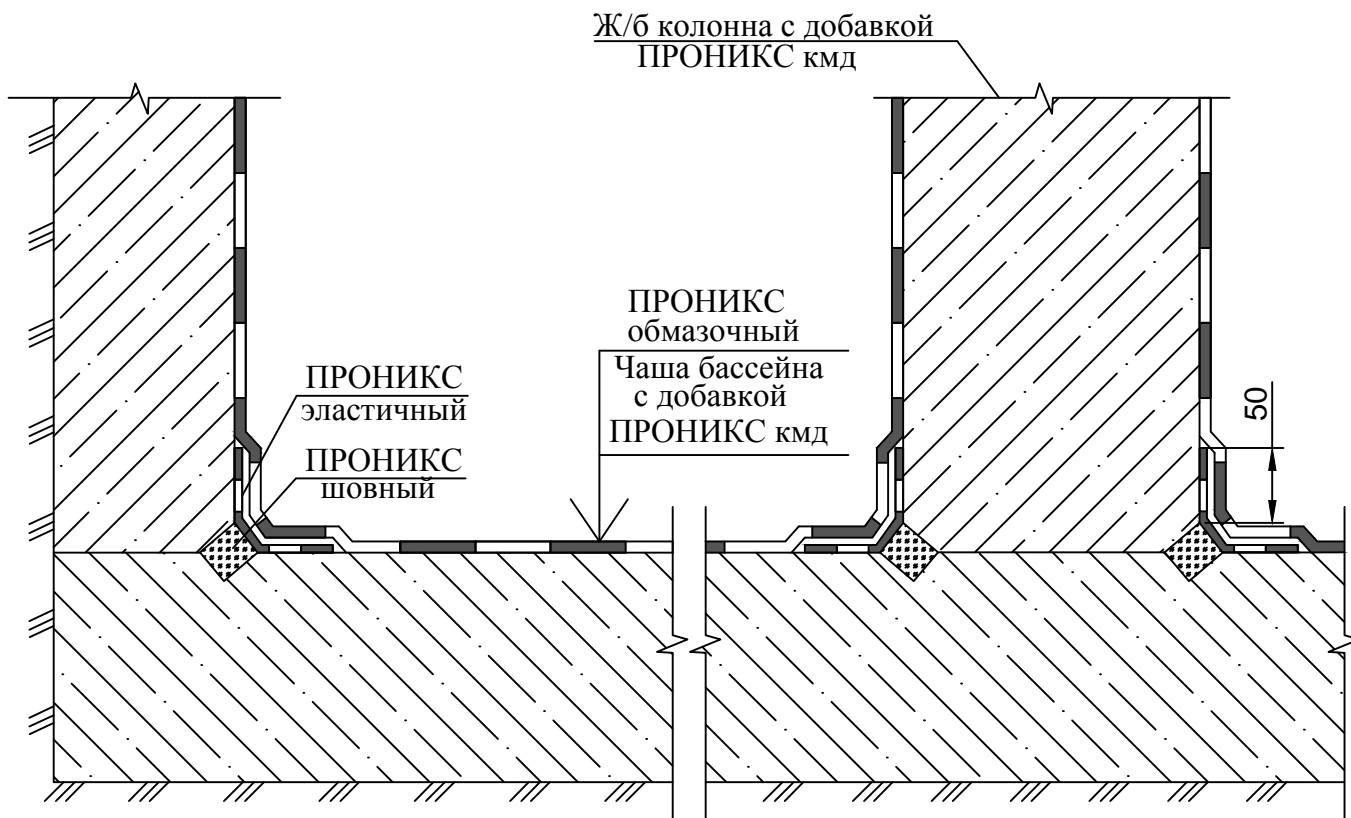 Ж/б колонна с добавкой
ПРОНИКС кмд
ПРОНИКС
обмазочный
Чаша бассейна
с добавкой
ПРОНИКС кмд
ПРОНИКС
эластичный
ПРОНИКС
шовный
50